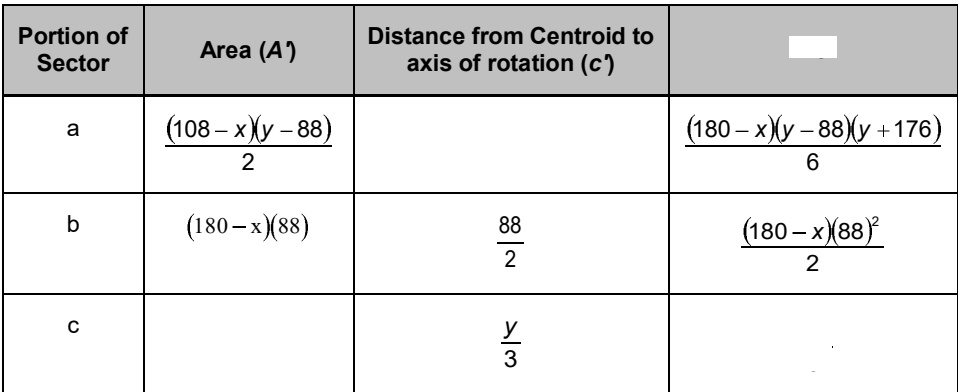 Portion of Sector | Area (A') | Distance from Centroid to axis of rotation (c') |
a | (108 – x)(y – 88) / 2 | | (180 – x)(y – 88)(y + 176) / 6
b | (180 – x)(88) | 88 / 2 | (180 – x)(88)² / 2
c | | y / 3 |